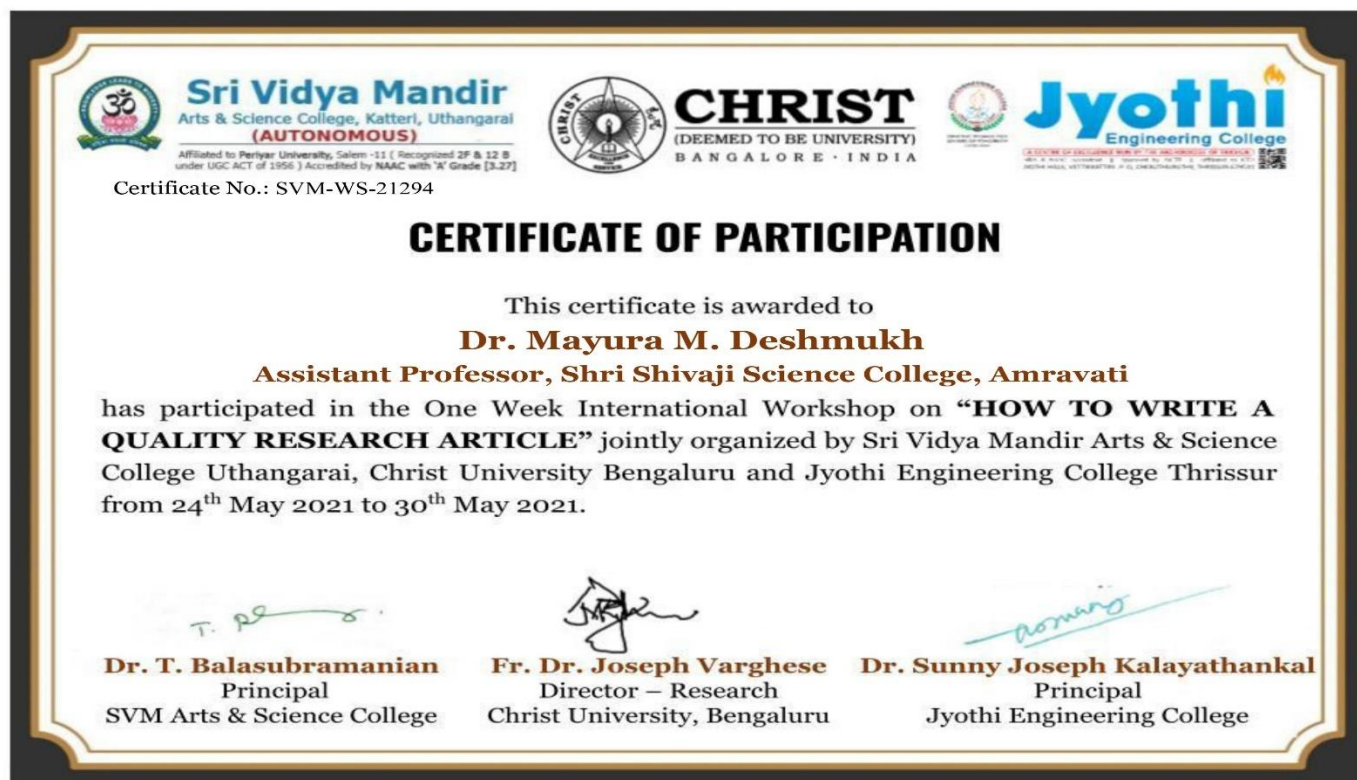 Sri Vidya Mandir
Arts & Science College, Katteri, Uthangarai
(AUTONOMOUS)
Affiliated to Periyar University, Salem -11 ( Recognized 2F & 12 B
under UGC ACT of 1956 ) Accredited by NAAC with 'A' Grade [3.27]
CHRIST
CHRIST
(DEEMED TO BE UNIVERSITY)
BANGALORE · INDIA
Jyothi
Engineering College
Certificate No.: SVM-WS-21294
CERTIFICATE OF PARTICIPATION
This certificate is awarded to
Dr. Mayura M. Deshmukh
Assistant Professor, Shri Shivaji Science College, Amravati
has participated in the One Week International Workshop on “HOW TO WRITE A
QUALITY RESEARCH ARTICLE” jointly organized by Sri Vidya Mandir Arts & Science
College Uthangarai, Christ University Bengaluru and Jyothi Engineering College Thrissur
from 24th May 2021 to 30th May 2021.
Dr. T. Balasubramanian
Principal
SVM Arts & Science College
Fr. Dr. Joseph Varghese
Director – Research
Christ University, Bengaluru
Dr. Sunny Joseph Kalayathankal
Principal
Jyothi Engineering College